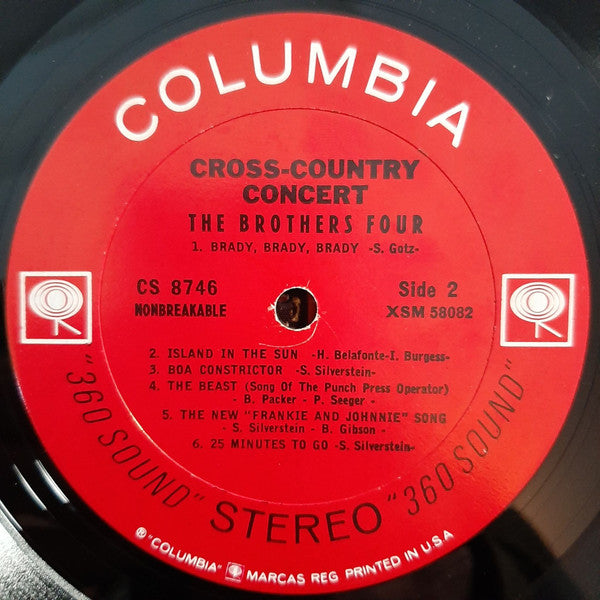 COLUMBIA
CROSS-COUNTRY
CONCERT
THE BROTHERS FOUR
1. BRADY, BRADY, BRADY -S. Gotz-
CS 8746
NONBREAKABLE
Side 2
XSM 58082
2. ISLAND IN THE SUN -H. Belafonte-I. Burgess-
3. BOA CONSTRICTOR -S. Silverstein-
4. THE BEAST (Song Of The Punch Press Operator)
- B. Packer - P. Seeger -
5. THE NEW "FRANKIE AND JOHNNIE" SONG
- S. Silverstein - B. Gibson -
6. 25 MINUTES TO GO -S. Silverstein-
"360 SOUND" STEREO "360 SOUND"
® "COLUMBIA" MARCAS REG PRINTED IN U.S.A